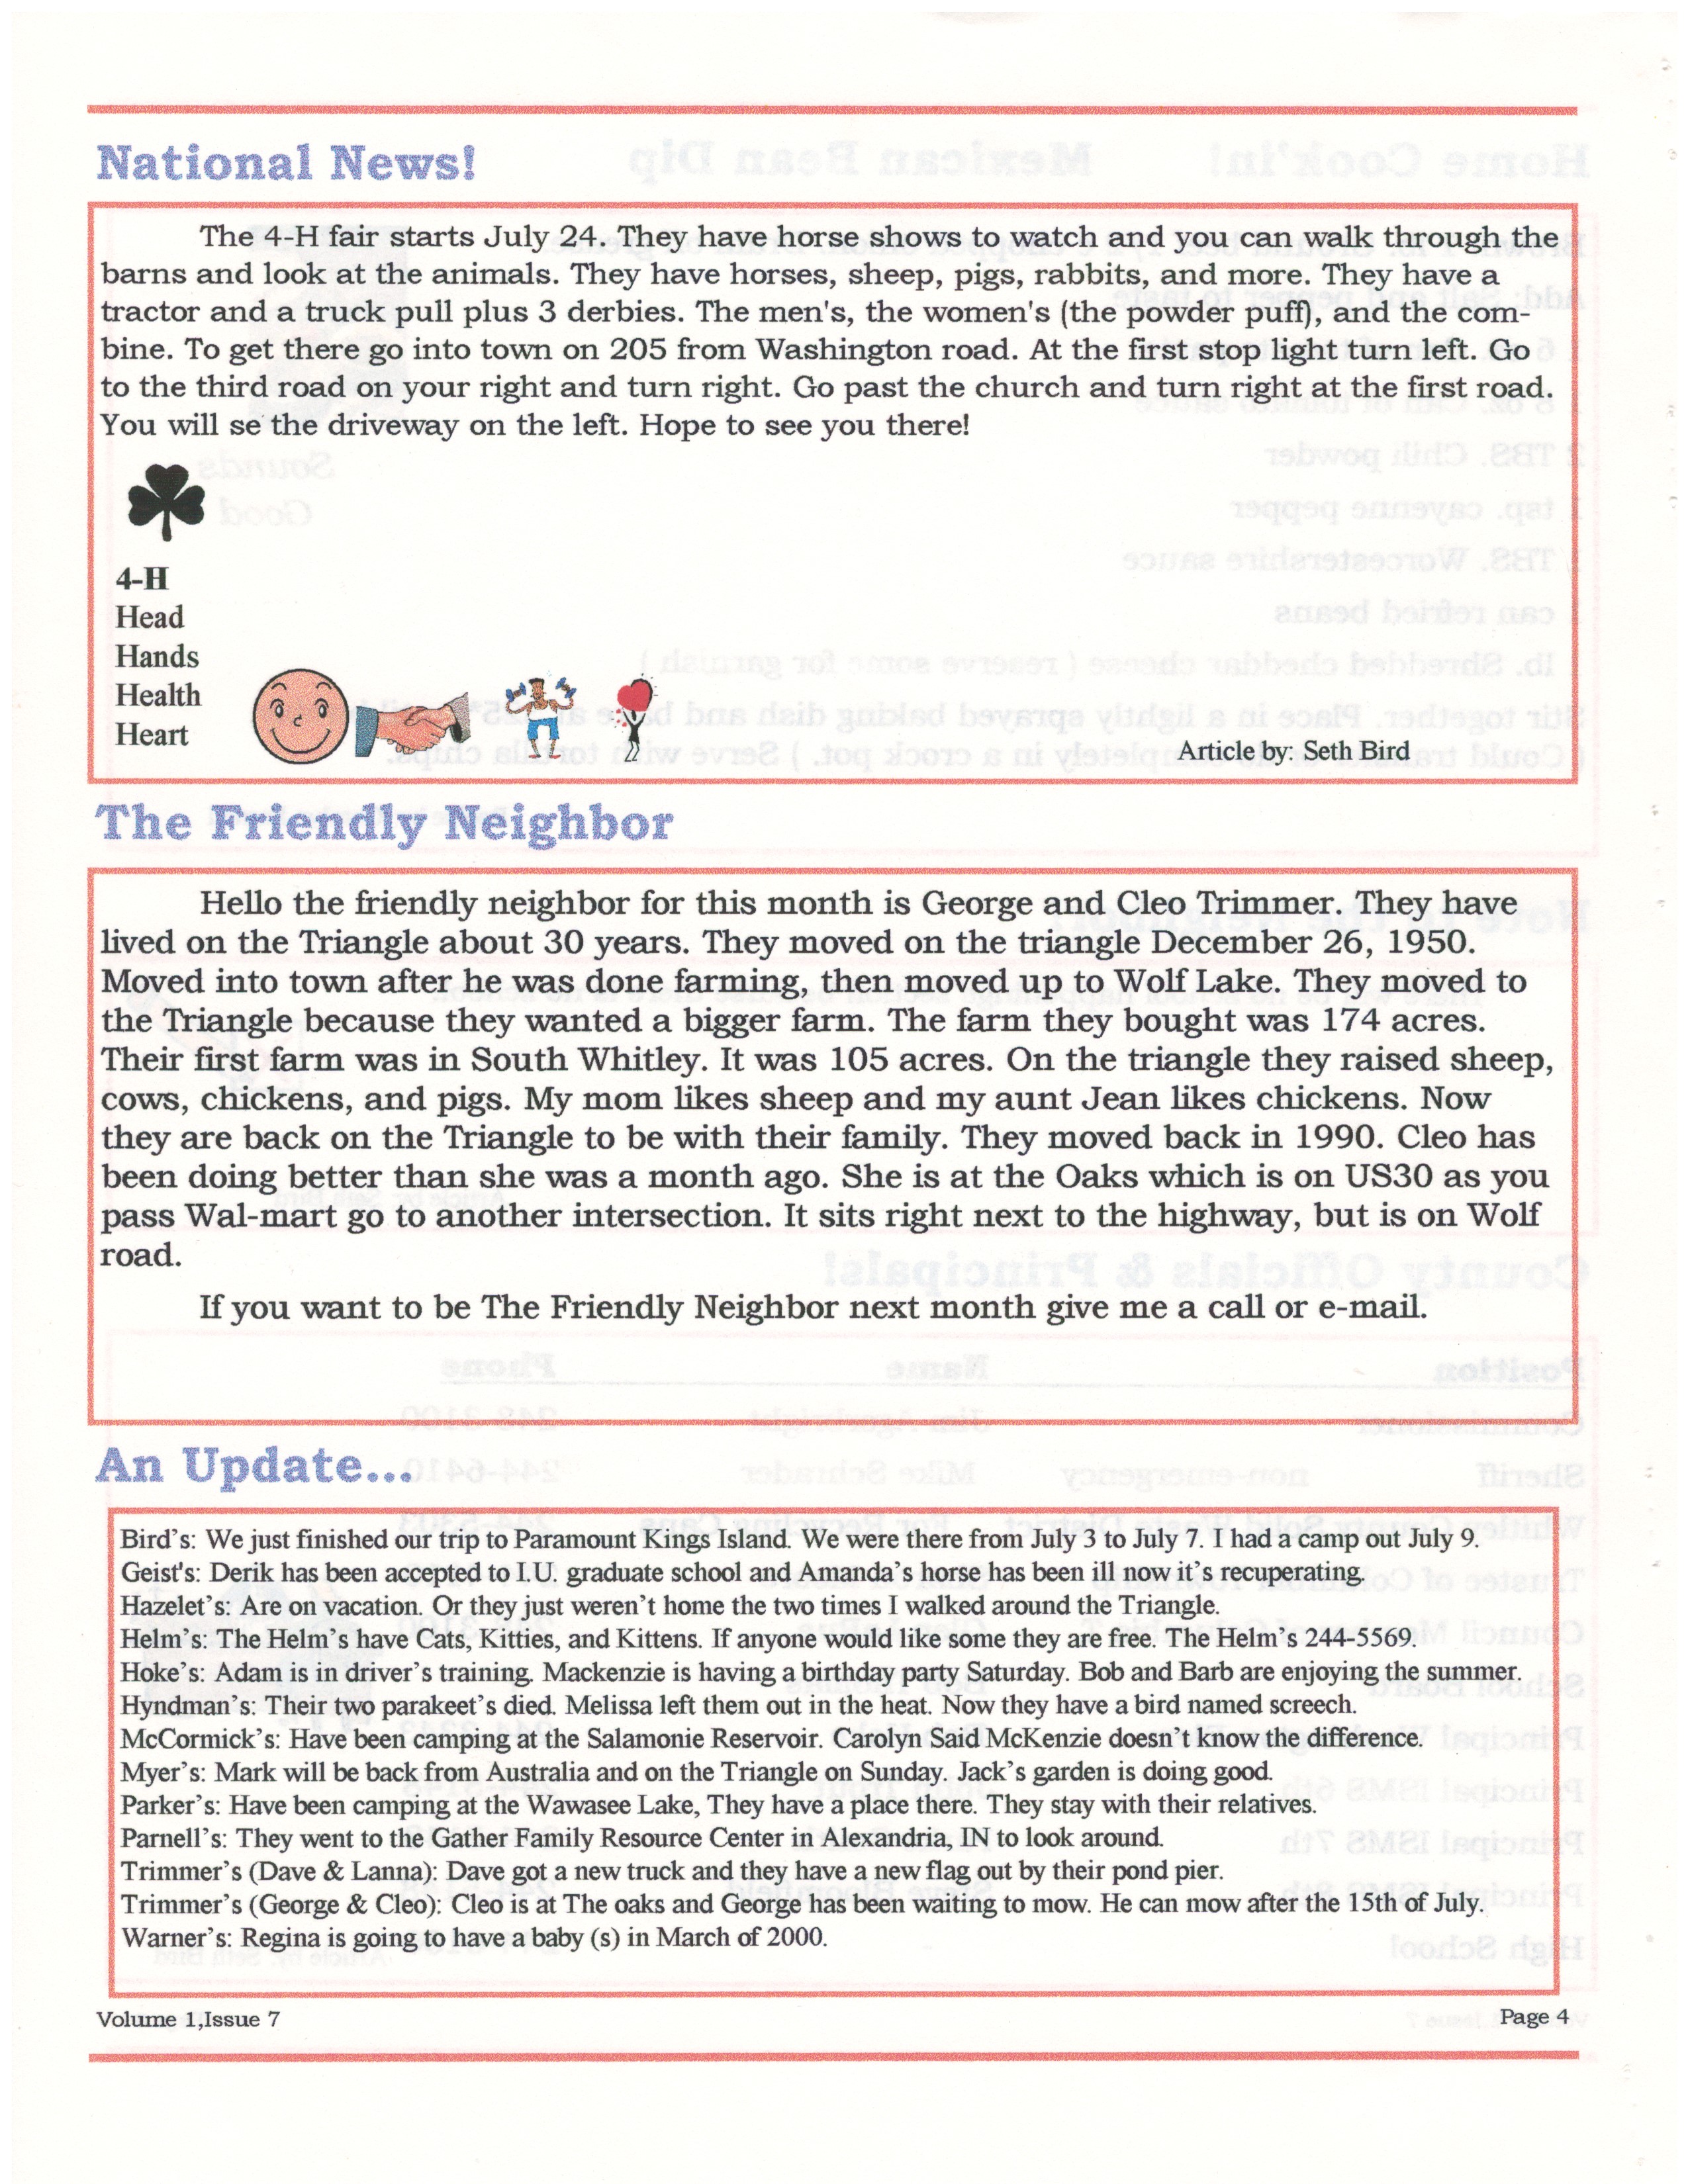 National News!
The 4-H fair starts July 24. They have horse shows to watch and you can walk through the
barns and look at the animals. They have horses, sheep, pigs, rabbits, and more. They have a
tractor and a truck pull plus 3 derbies. The men's, the women's (the powder puff), and the com-
bine. To get there go into town on 205 from Washington road. At the first stop light turn left. Go
to the third road on your right and turn right. Go past the church and turn right at the first road.
You will se the driveway on the left. Hope to see you there!
4-H
Head
Hands
Health
Heart
Article by: Seth Bird
The Friendly Neighbor
Hello the friendly neighbor for this month is George and Cleo Trimmer. They have
lived on the Triangle about 30 years. They moved on the triangle December 26, 1950.
Moved into town after he was done farming, then moved up to Wolf Lake. They moved to
the Triangle because they wanted a bigger farm. The farm they bought was 174 acres.
Their first farm was in South Whitley. It was 105 acres. On the triangle they raised sheep,
cows, chickens, and pigs. My mom likes sheep and my aunt Jean likes chickens. Now
they are back on the Triangle to be with their family. They moved back in 1990. Cleo has
been doing better than she was a month ago. She is at the Oaks which is on US30 as you
pass Wal-mart go to another intersection. It sits right next to the highway, but is on Wolf
road.
If you want to be The Friendly Neighbor next month give me a call or e-mail.
An Update...
Bird's: We just finished our trip to Paramount Kings Island. We were there from July 3 to July 7. I had a camp out July 9.
Geist's: Derik has been accepted to I.U. graduate school and Amanda's horse has been ill now it's recuperating.
Hazelet's: Are on vacation. Or they just weren't home the two times I walked around the Triangle.
Helm's: The Helm's have Cats, Kitties, and Kittens. If anyone would like some they are free. The Helm's 244-5569.
Hoke's: Adam is in driver's training. Mackenzie is having a birthday party Saturday. Bob and Barb are enjoying the summer.
Hyndman's: Their two parakeet's died. Melissa left them out in the heat. Now they have a bird named screech.
McCormick's: Have been camping at the Salamonie Reservoir. Carolyn Said McKenzie doesn't know the difference.
Myer's: Mark will be back from Australia and on the Triangle on Sunday. Jack's garden is doing good.
Parker's: Have been camping at the Wawasee Lake, They have a place there. They stay with their relatives.
Parnell's: They went to the Gather Family Resource Center in Alexandria, IN to look around.
Trimmer's (Dave & Lanna): Dave got a new truck and they have a new flag out by their pond pier.
Trimmer's (George & Cleo): Cleo is at The oaks and George has been waiting to mow. He can mow after the 15th of July.
Warner's: Regina is going to have a baby (s) in March of 2000.
Volume 1,Issue 7
Page 4